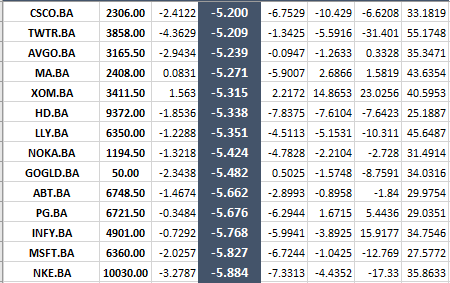 CSCO.BA 2306.00 -2.4122 -5.200 -6.7529 -10.429 -6.6208 33.1819
TWTR.BA 3858.00 -4.3629 -5.209 -1.3425 -5.5916 -31.401 55.1748
AVGO.BA 3165.50 -2.9434 -5.239 -0.0947 -1.2633 0.3328 35.3471
MA.BA 2408.00 0.0831 -5.271 -5.9007 2.6866 1.5819 43.6354
XOM.BA 3411.50 1.563 -5.315 2.2172 14.8653 23.0256 40.5953
HD.BA 9372.00 -1.8536 -5.338 -7.8375 -7.6104 -7.6423 25.1887
LLY.BA 6350.00 -1.2288 -5.351 -4.5113 -5.1531 -10.311 45.6487
NOKA.BA 1194.50 -1.3218 -5.424 -4.7828 -2.2104 -2.728 31.4914
GOGLD.BA 50.00 -2.3438 -5.482 0.5025 -1.5748 -8.7591 34.0316
ABT.BA 6748.50 -1.4674 -5.662 -2.8993 -0.8958 -1.84 29.9754
PG.BA 6721.50 -0.3484 -5.676 -6.2944 1.6715 5.4436 29.0351
INFY.BA 4901.00 -0.7292 -5.768 -5.9941 -3.8925 15.9177 34.7546
MSFT.BA 6360.00 -2.0257 -5.827 -6.7244 -1.0425 -12.769 27.5772
NKE.BA 10030.00 -3.2787 -5.884 -7.3313 -4.4352 -17.33 35.8633